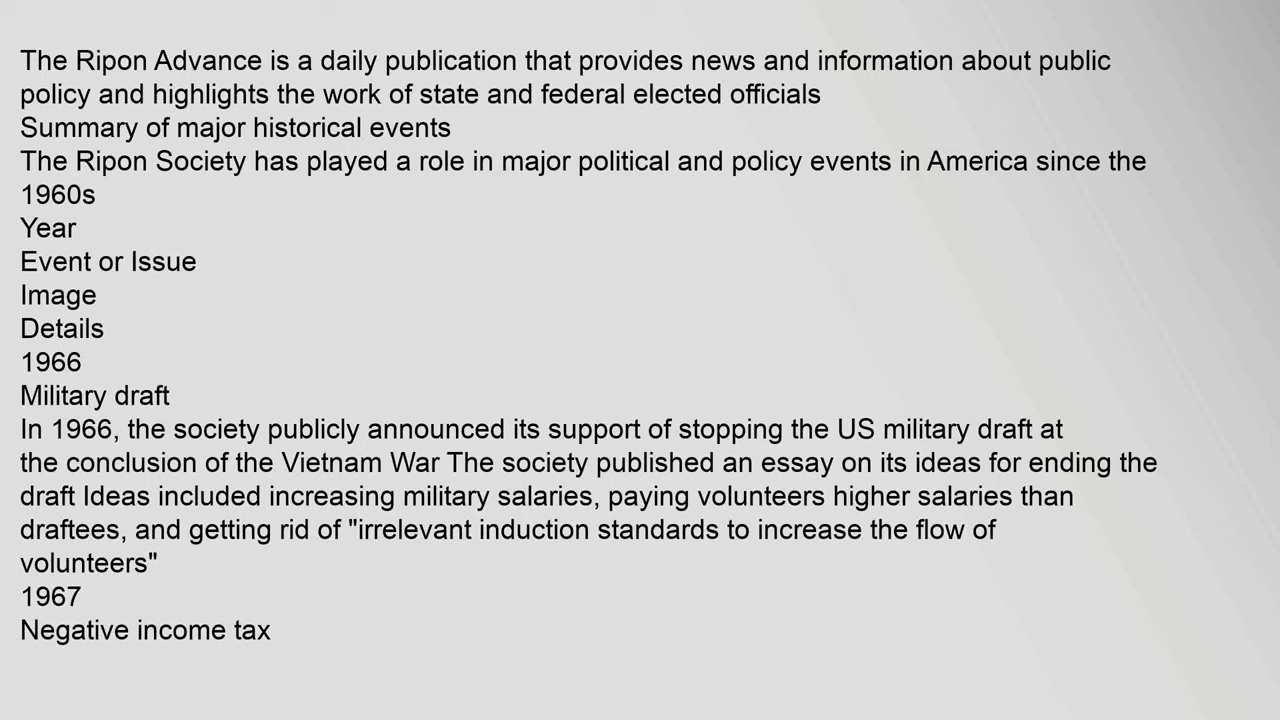 The Ripon Advance is a daily publication that provides news and information about public
policy and highlights the work of state and federal elected officials
Summary of major historical events
The Ripon Society has played a role in major political and policy events in America since the
1960s
Year
Event or Issue
Image
Details
1966
Military draft
In 1966, the society publicly announced its support of stopping the US military draft at
the conclusion of the Vietnam War The society published an essay on its ideas for ending the
draft Ideas included increasing military salaries, paying volunteers higher salaries than
draftees, and getting rid of "irrelevant induction standards to increase the flow of
volunteers"
1967
Negative income tax